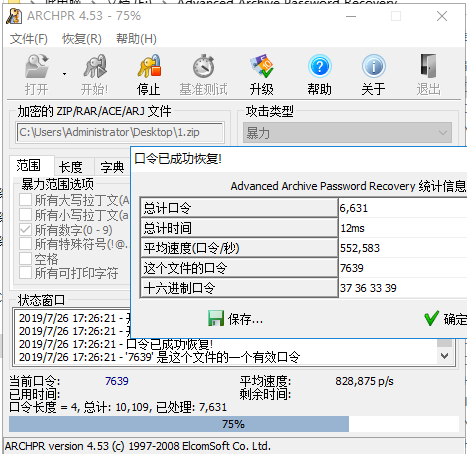 ARCHPR 4.53 - 75%
文件(F) 恢复(R) 帮助(H)
打开 开始! 停止 基准测试 升级 帮助 关于 退出
加密的 ZIP/RAR/ACE/ARJ 文件
攻击类型
C:\Users\Administrator\Desktop\1.zip
暴力
范围 长度 字典
暴力范围选项
所有大写拉丁文(A
所有小写拉丁文(a
所有数字(0 - 9)
所有特殊符号(!@.
空格
所有可打印字符
口令已成功恢复!
Advanced Archive Password Recovery 统计信息
总计口令 6,631
总计时间 12ms
平均速度(口令/秒) 552,583
这个文件的口令 7639
十六进制口令 37 36 33 39
保存... 确定
状态窗口
2019/7/26 17:26:21 - 开
2019/7/26 17:26:21 - 开
2019/7/26 17:26:21 - 口令已成功恢复!
2019/7/26 17:26:21 - '7639' 是这个文件的一个有效口令
当前口令: 7639 平均速度: 828,875 p/s
已用时间: 剩余时间:
口令长度 = 4, 总计: 10,109, 已处理: 7,631
75%
ARCHPR version 4.53 (c) 1997-2008 ElcomSoft Co. Ltd.